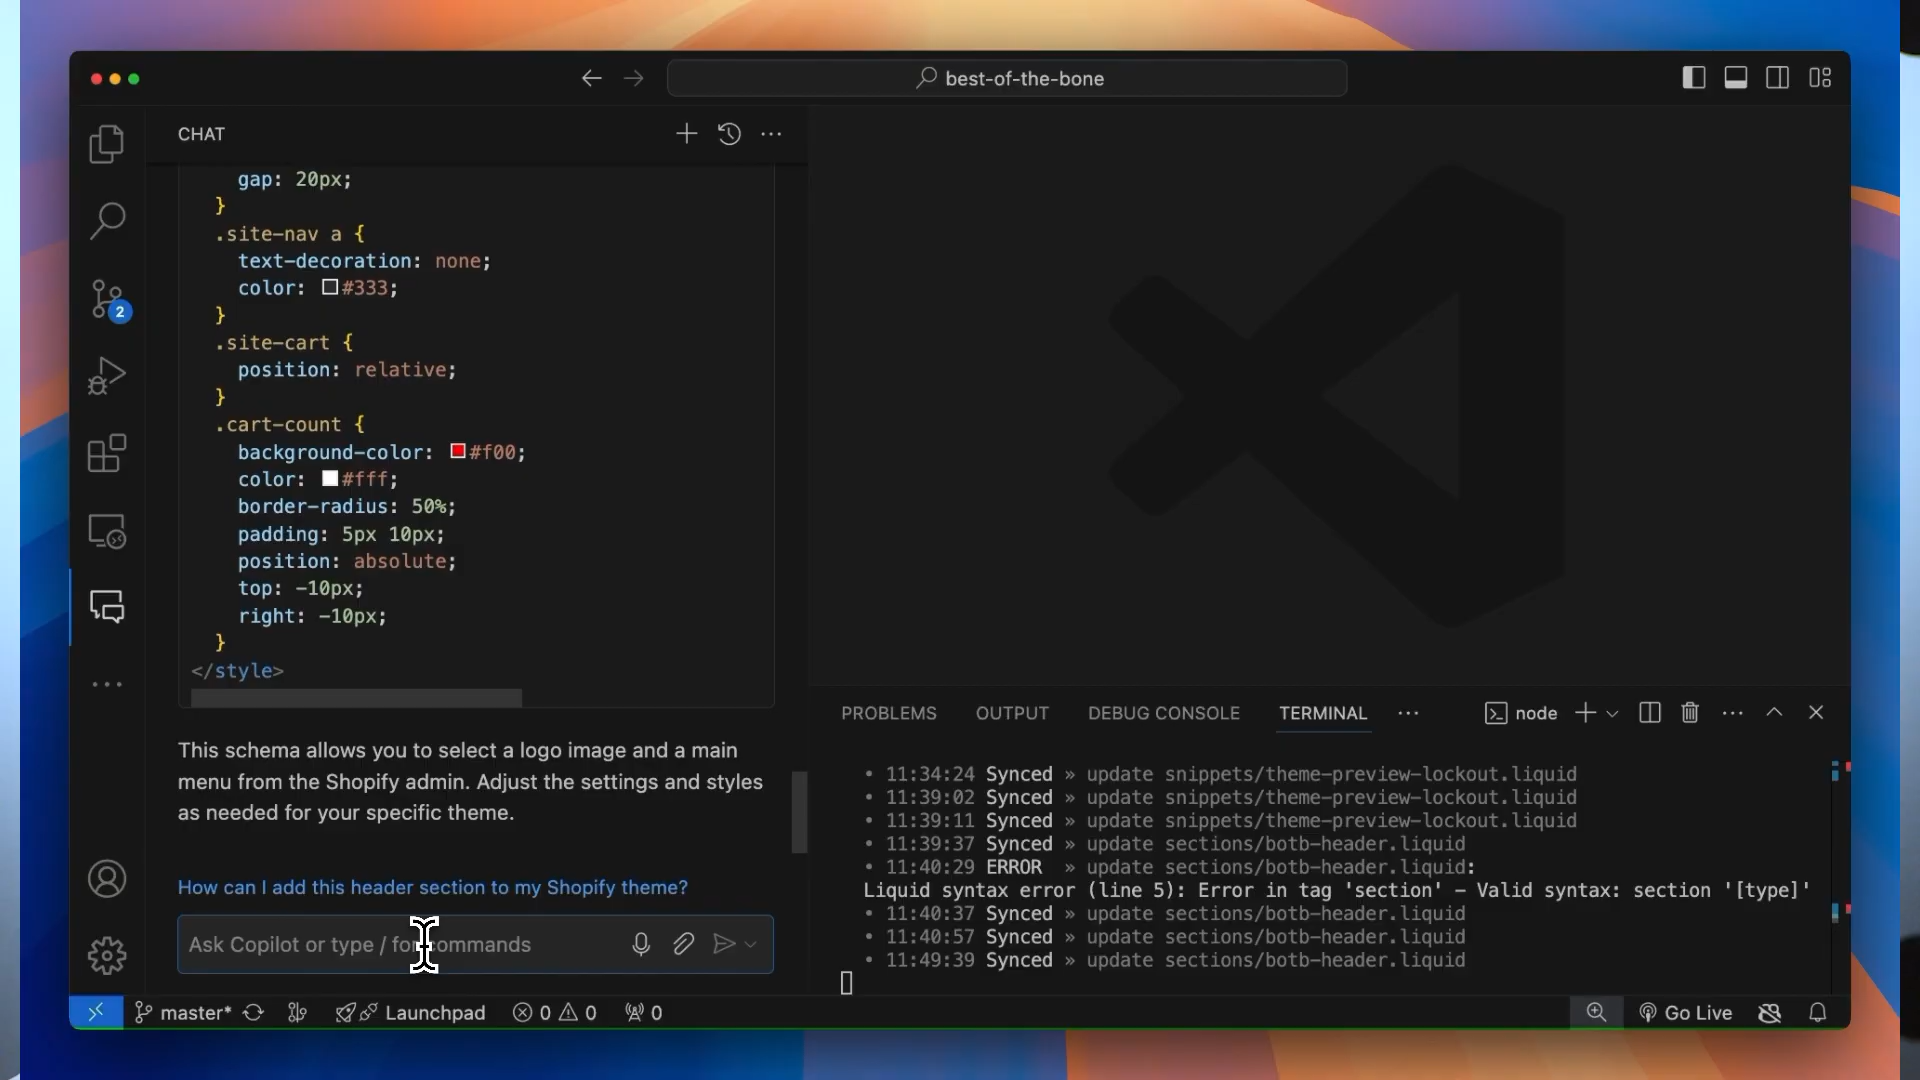 best-of-the-bone
CHAT
gap: 20px;
}
.site-nav a {
text-decoration: none;
color: #333;
}
.site-cart {
position: relative;
}
.cart-count {
background-color: #f00;
color: #fff;
border-radius: 50%;
padding: 5px 10px;
position: absolute;
top: -10px;
right: -10px;
}
</style>
This schema allows you to select a logo image and a main
menu from the Shopify admin. Adjust the settings and styles
as needed for your specific theme.
How can I add this header section to my Shopify theme?
Ask Copilot or type / for commands
2
PROBLEMS OUTPUT DEBUG CONSOLE TERMINAL node
• 11:34:24 Synced » update snippets/theme-preview-lockout.liquid
• 11:39:02 Synced » update snippets/theme-preview-lockout.liquid
• 11:39:11 Synced » update snippets/theme-preview-lockout.liquid
• 11:39:37 Synced » update sections/botb-header.liquid
• 11:40:29 ERROR » update sections/botb-header.liquid:
Liquid syntax error (line 5): Error in tag 'section' – Valid syntax: section '[type]'
• 11:40:37 Synced » update sections/botb-header.liquid
• 11:40:57 Synced » update sections/botb-header.liquid
• 11:49:39 Synced » update sections/botb-header.liquid
master* Launchpad 0 0 0 Go Live